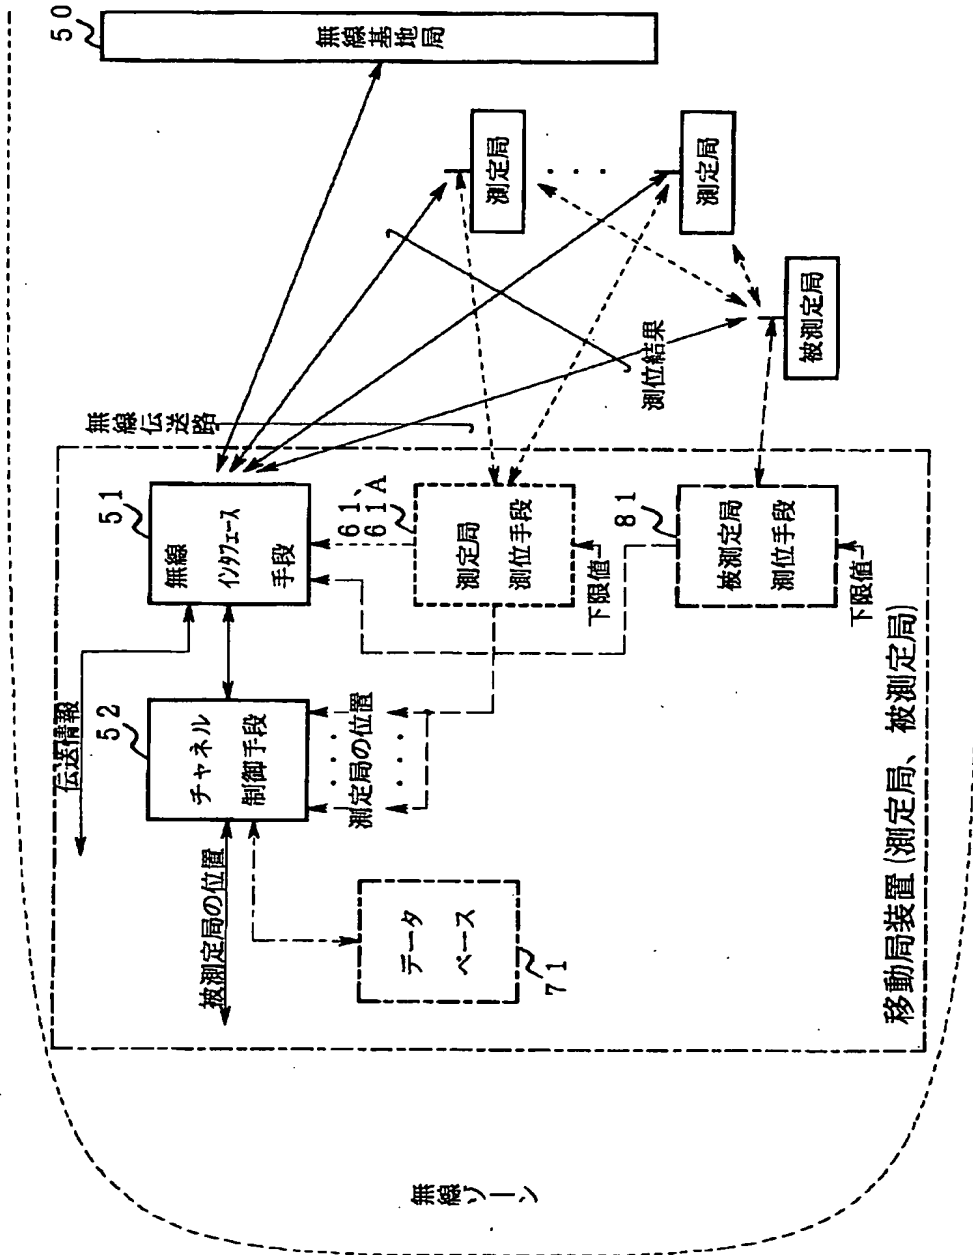 50
無線基地局
測定局
・・・
測定局
被測定局
測位結果
無線伝送路
51
無線
インタフェース
手段
61、
61A
測定局
測位手段
下限値
81
被測定局
測位手段
下限値
伝送情報
52
チャネル
制御手段
・・・
測定局の位置
・・・
被測定局の位置
データ
ベース
71
移動局装置(測定局、被測定局)
無線ゾーン